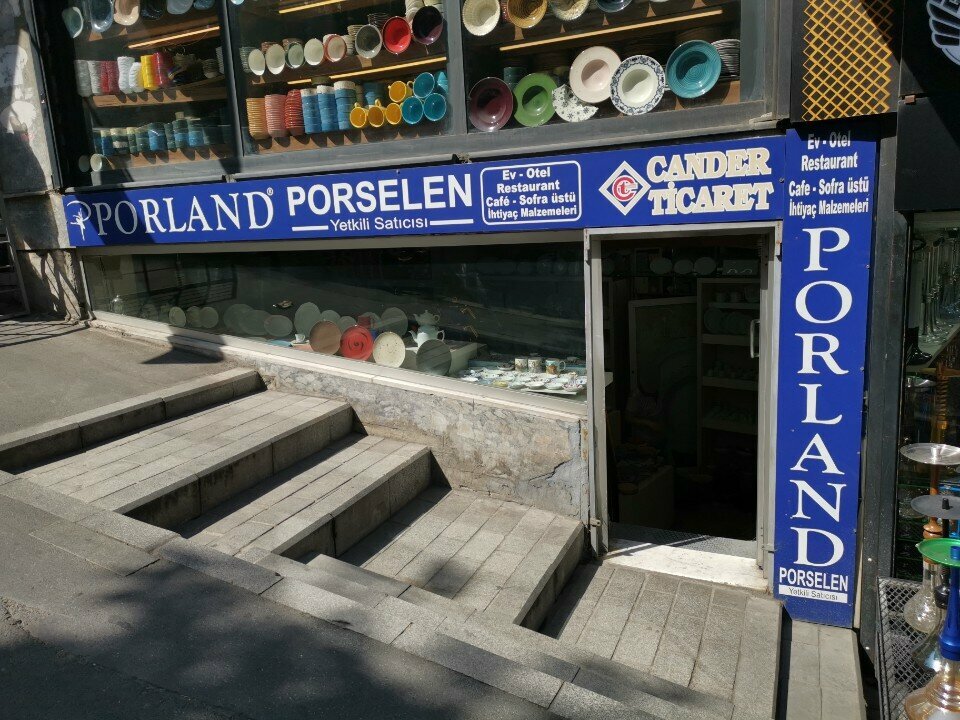 PORLAND®
PORSELEN
Yetkili Satıcısı
Ev - Otel
Restaurant
Café - Sofra üstü
İhtiyaç Malzemeleri
CANDER
TİCARET
Ev - Otel
Restaurant
Cafe - Sofra üstü
İhtiyaç Malzemeleri
PORLAND
PORSELEN
Yetkili Satıcısı